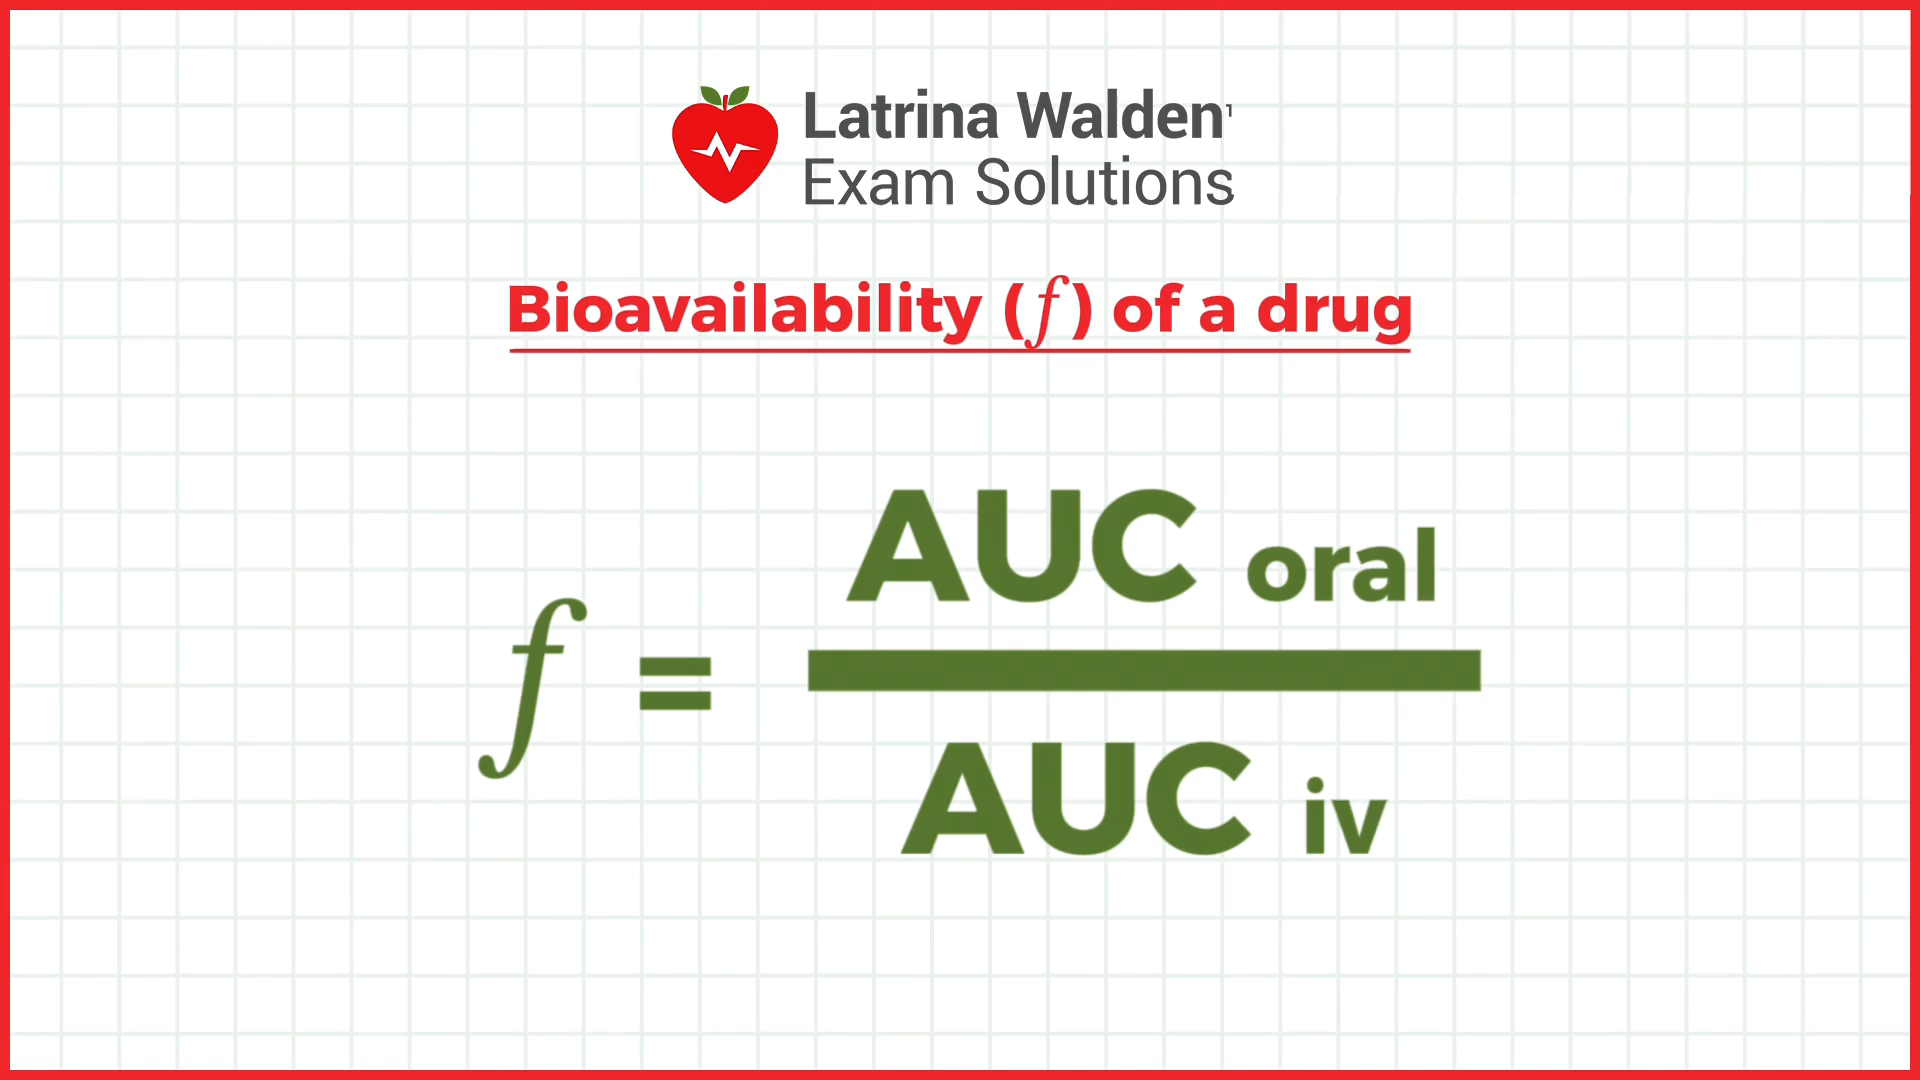 Latrina Walden
Exam Solutions
Bioavailability (f) of a drug
AUC oral
f =
AUC iv